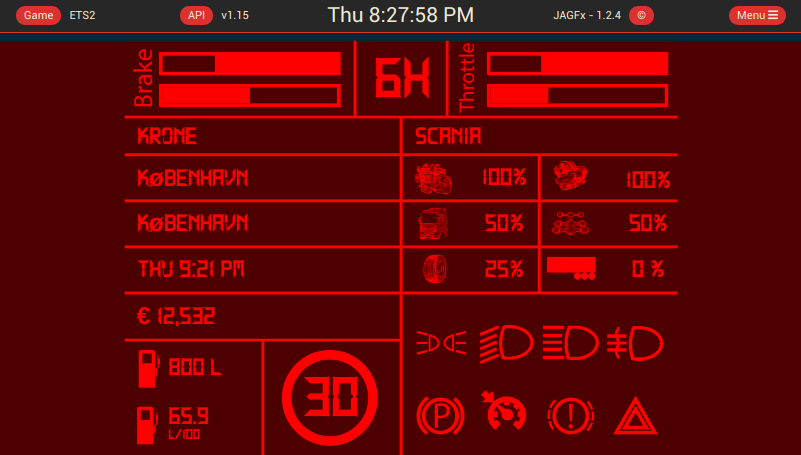 Game ETS2 API v1.15 Thu 8:27:58 PM JAGFx - 1.2.4 © Menu
Brake 6H Throttle
KRONE SCANIA
KØBENHAVN 100% 100%
KØBENHAVN 50% 50%
THU 9:21 PM 25% 0 %
€ 12,532
800 L
65.9
L/100
30
P !